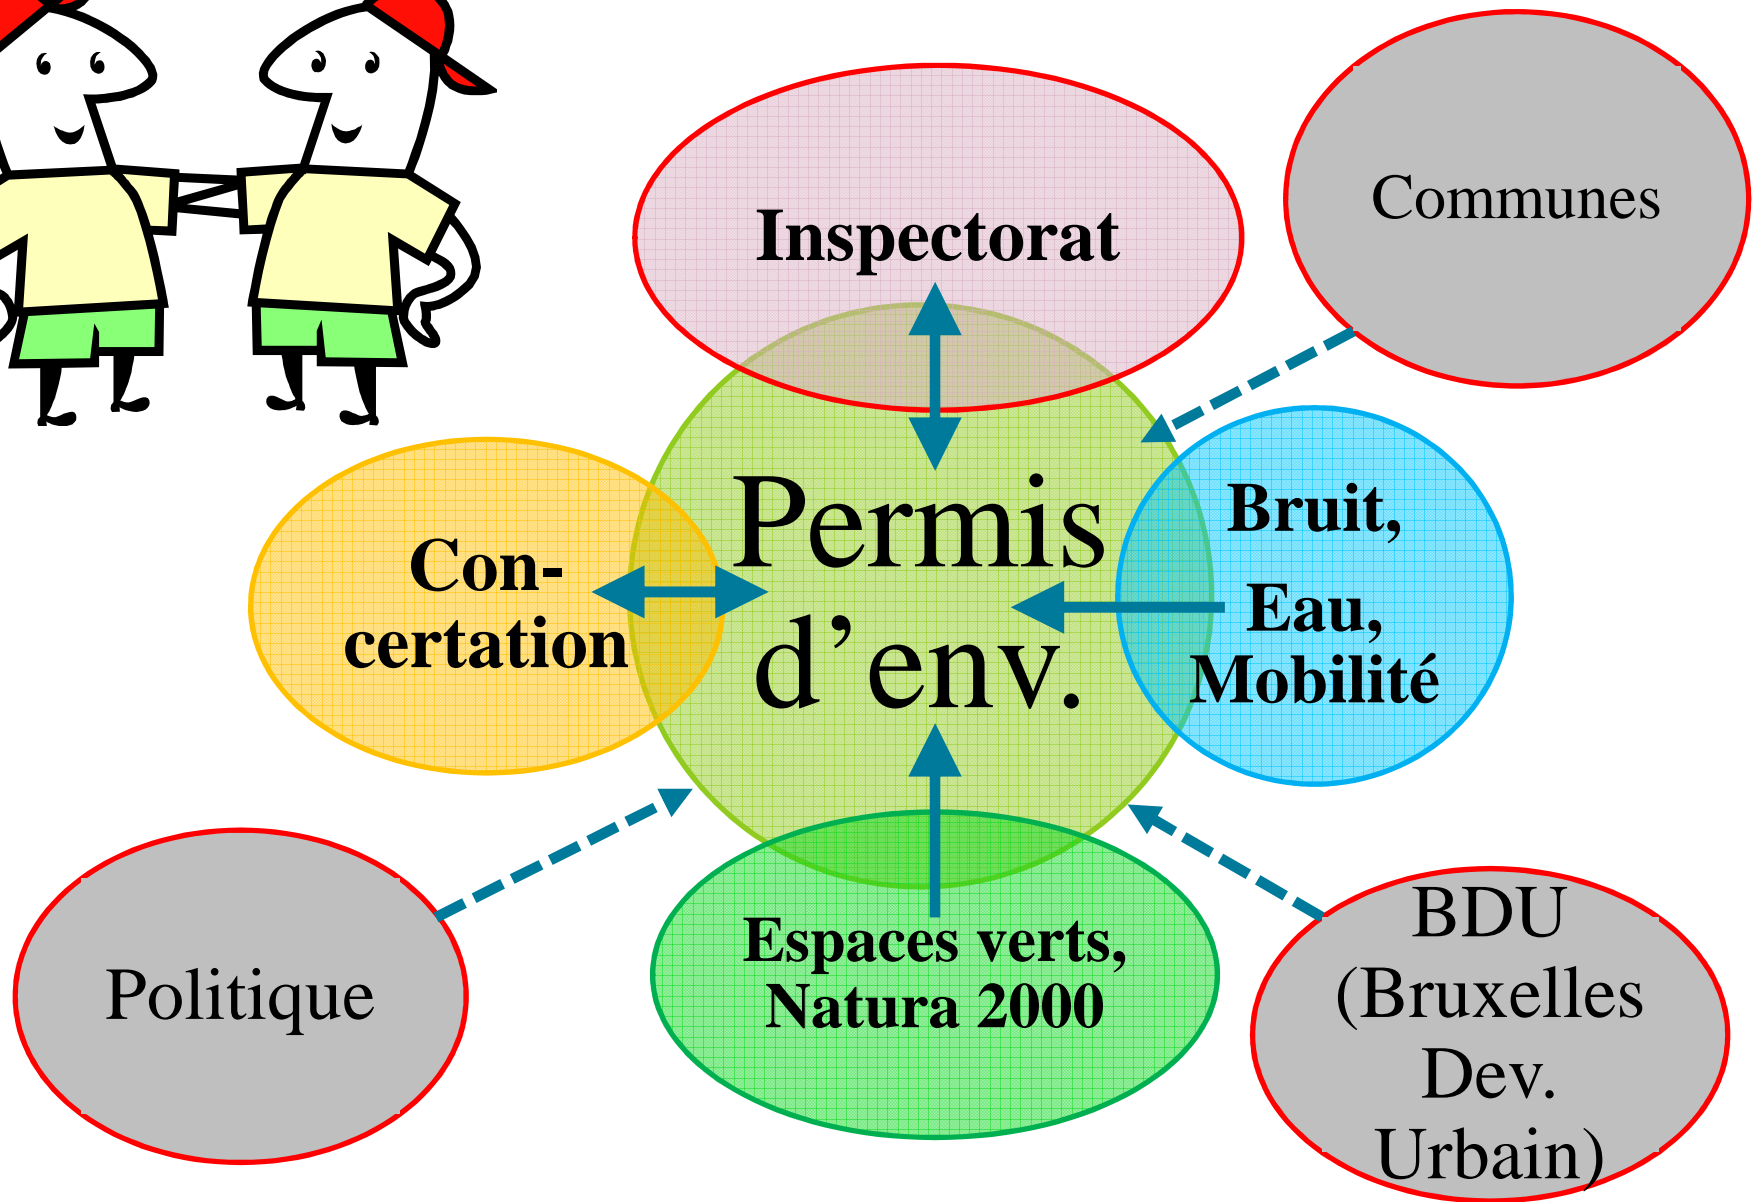 Inspectorat
Communes
Permis
d’env.
Con-
certation
Bruit,
Eau,
Mobilité
Espaces verts,
Natura 2000
Politique
BDU
(Bruxelles
Dev.
Urbain)